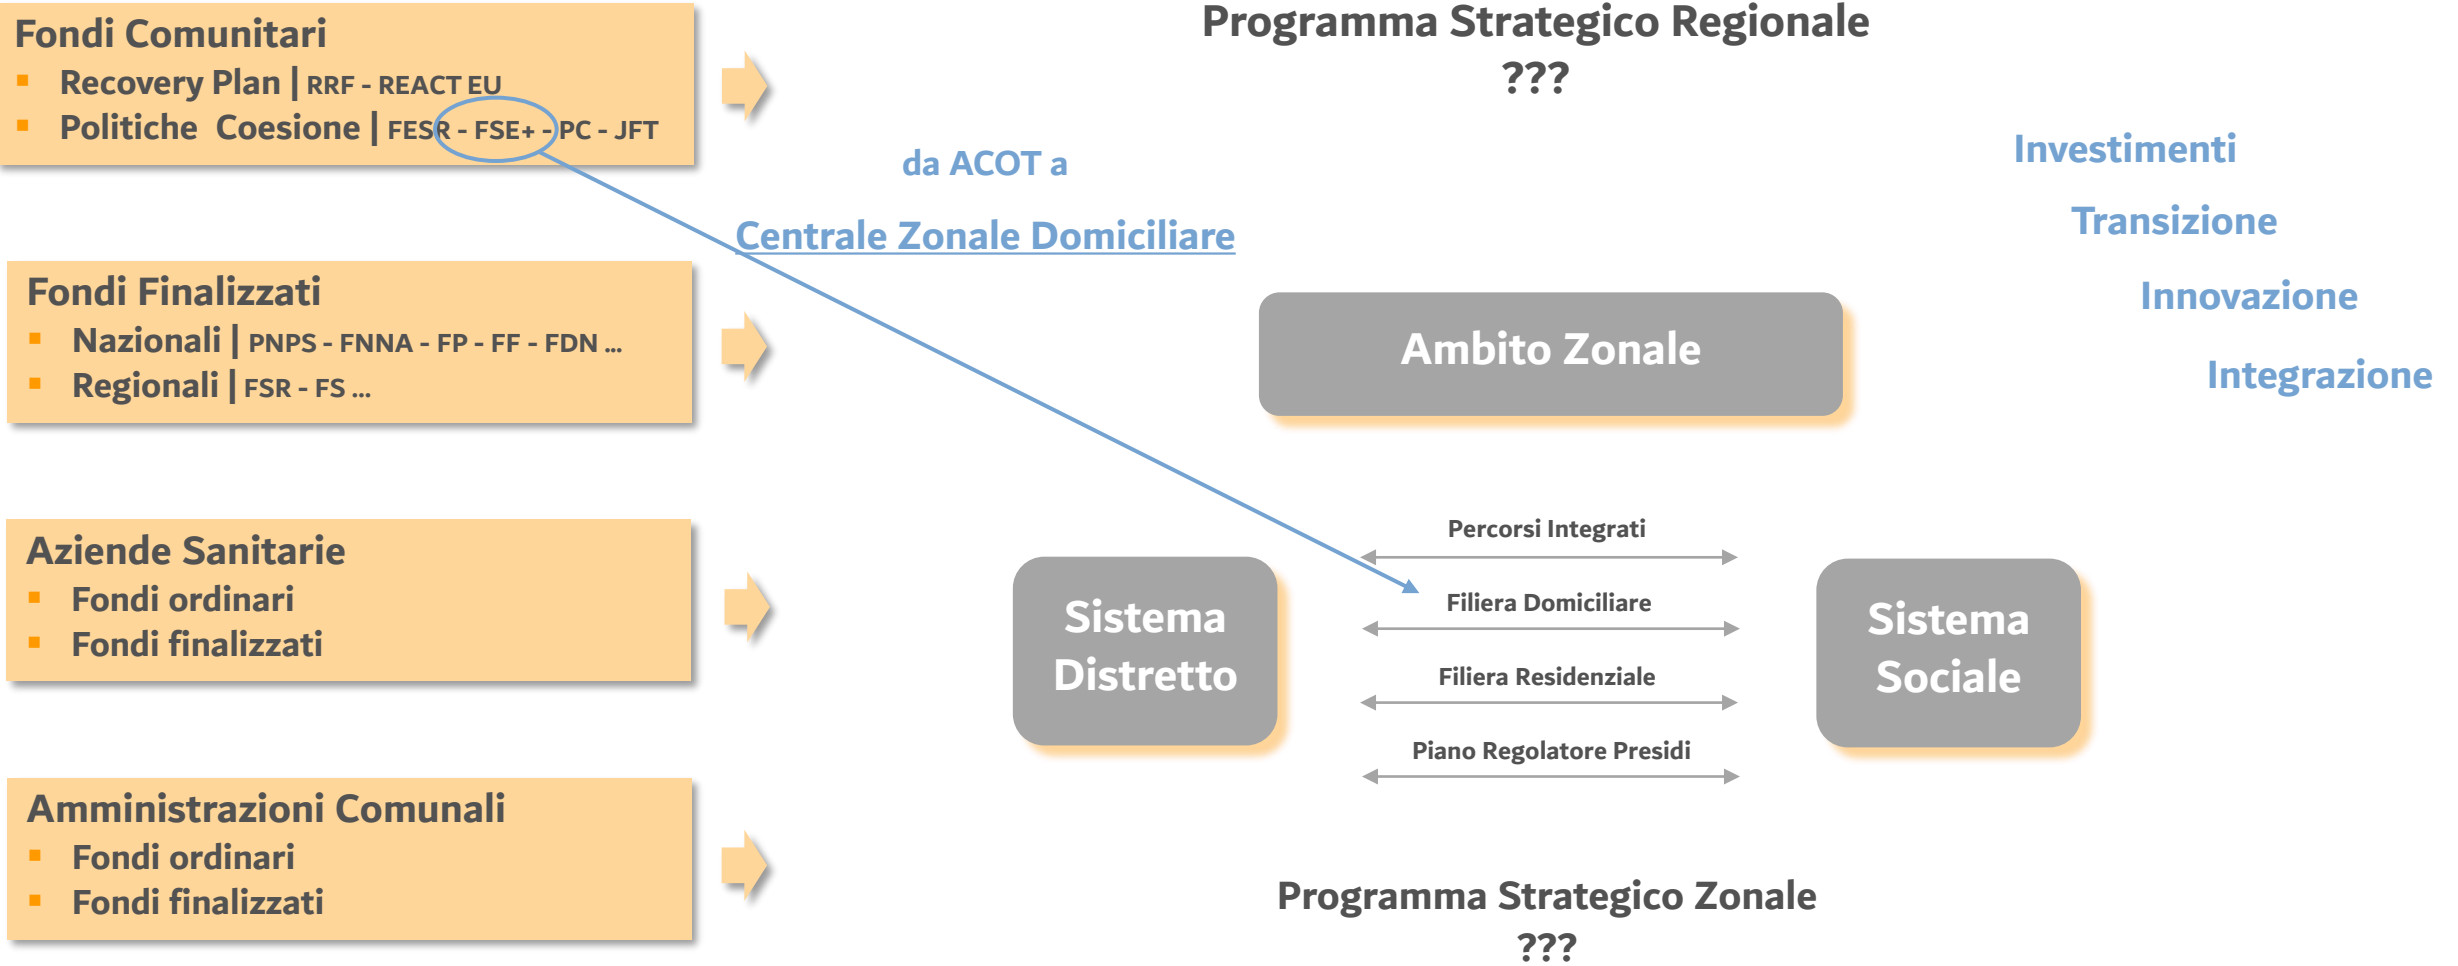 Fondi Comunitari
Recovery Plan | RRF - REACT EU
Politiche Coesione | FESR - FSE+ - PC - JFT
Fondi Finalizzati
Nazionali | PNPS - FNNA - FP - FF - FDN ...
Regionali | FSR - FS ...
Aziende Sanitarie
Fondi ordinari
Fondi finalizzati
Amministrazioni Comunali
Fondi ordinari
Fondi finalizzati
Programma Strategico Regionale
???
da ACOT a
Centrale Zonale Domiciliare
Investimenti
Transizione
Innovazione
Integrazione
Ambito Zonale
Sistema
Distretto
Percorsi Integrati
Filiera Domiciliare
Filiera Residenziale
Piano Regolatore Presidi
Sistema
Sociale
Programma Strategico Zonale
???